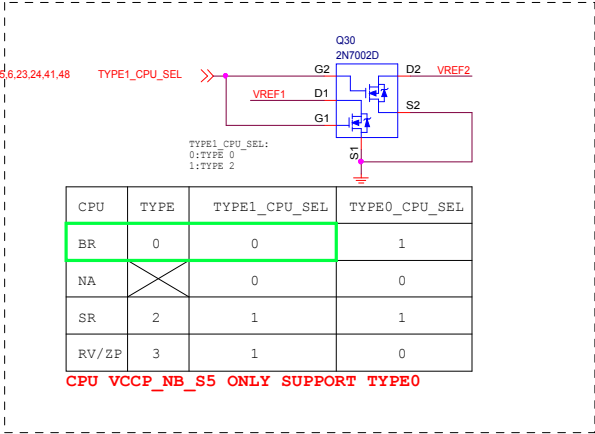 Q30
2N7002D
5,6,23,24,41,48 TYPE1_CPU_SEL G2 D2 VREF2
VREF1 D1 S2
G1
TYPE1_CPU_SEL:
0:TYPE 0
1:TYPE 2
S1
CPU TYPE TYPE1_CPU_SEL TYPE0_CPU_SEL
BR 0 0 1
NA 0 0
SR 2 1 1
RV/ZP 3 1 0
CPU VCCP_NB_S5 ONLY SUPPORT TYPE0